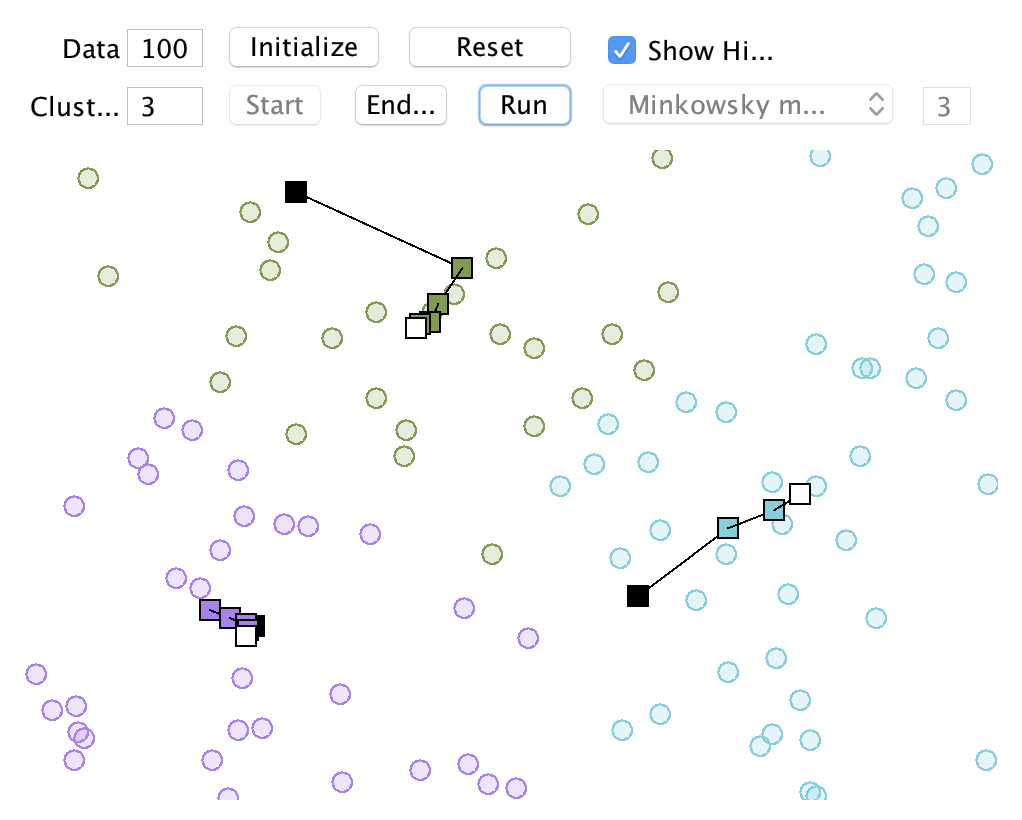 Data 100 Initialize Reset Show Hi...
Clust... 3 Start End... Run Minkowsky m... 3